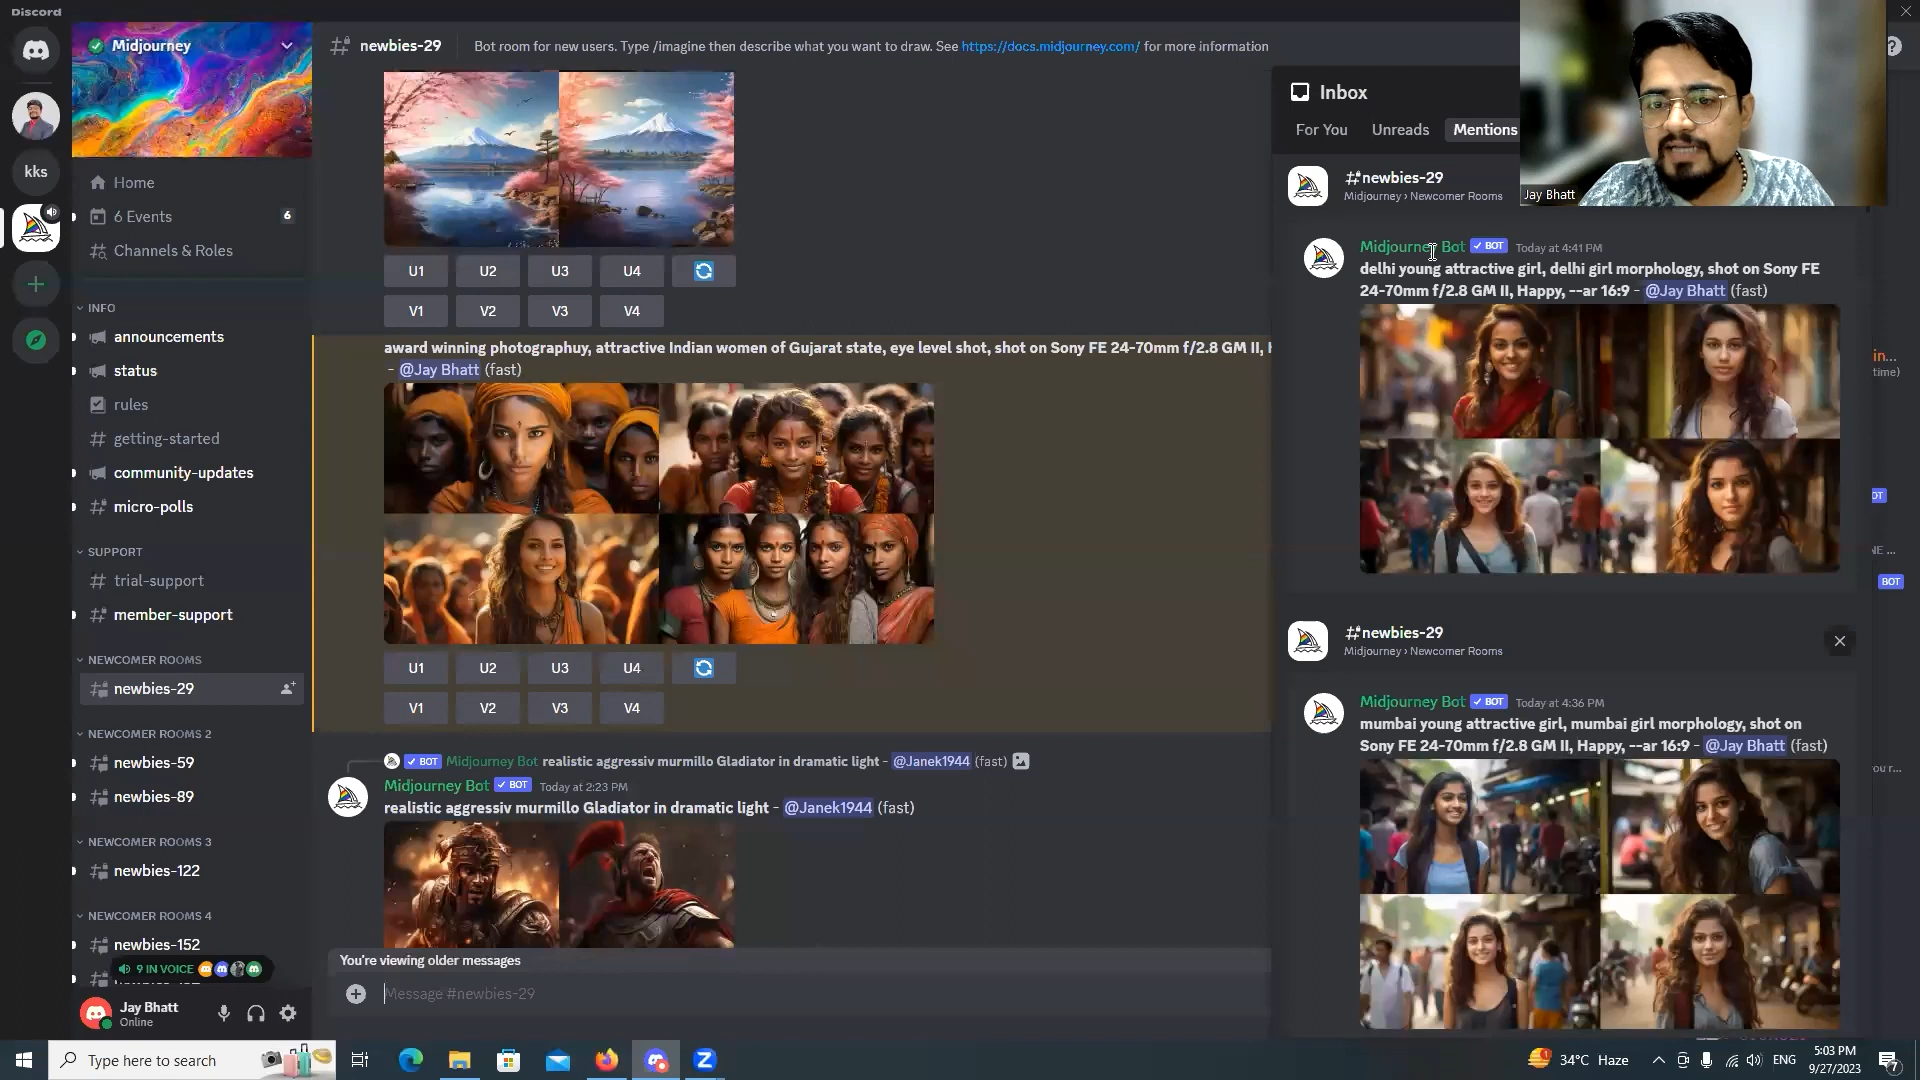 Discord
Midjourney
Home
6 Events
6
Channels & Roles
kks
INFO
announcements
status
rules
getting-started
community-updates
micro-polls
SUPPORT
trial-support
member-support
NEWCOMER ROOMS
newbies-29
NEWCOMER ROOMS 2
newbies-59
newbies-89
NEWCOMER ROOMS 3
newbies-122
NEWCOMER ROOMS 4
newbies-152
9 IN VOICE
Jay Bhatt
Online
newbies-29
Bot room for new users. Type /imagine then describe what you want to draw. See https://docs.midjourney.com/ for more information
U1 U2 U3 U4
V1 V2 V3 V4
award winning photographuy, attractive Indian women of Gujarat state, eye level shot, shot on Sony FE 24-70mm f/2.8 GM II,
- @Jay Bhatt (fast)
U1 U2 U3 U4
V1 V2 V3 V4
BOT Midjourney Bot realistic aggressiv murmillo Gladiator in dramatic light - @Janek1944 (fast)
Midjourney Bot BOT Today at 2:23 PM
realistic aggressiv murmillo Gladiator in dramatic light - @Janek1944 (fast)
You're viewing older messages
Message #newbies-29
Inbox
For You Unreads Mentions
#newbies-29
Midjourney › Newcomer Rooms
Midjourney Bot BOT Today at 4:41 PM
delhi young attractive girl, delhi girl morphology, shot on Sony FE
24-70mm f/2.8 GM II, Happy, --ar 16:9 - @Jay Bhatt (fast)
#newbies-29
Midjourney › Newcomer Rooms
Midjourney Bot BOT Today at 4:36 PM
mumbai young attractive girl, mumbai girl morphology, shot on
Sony FE 24-70mm f/2.8 GM II, Happy, --ar 16:9 - @Jay Bhatt (fast)
Jay Bhatt
in...
time)
BOT
Type here to search
34°C Haze
ENG
5:03 PM
9/27/2023
7